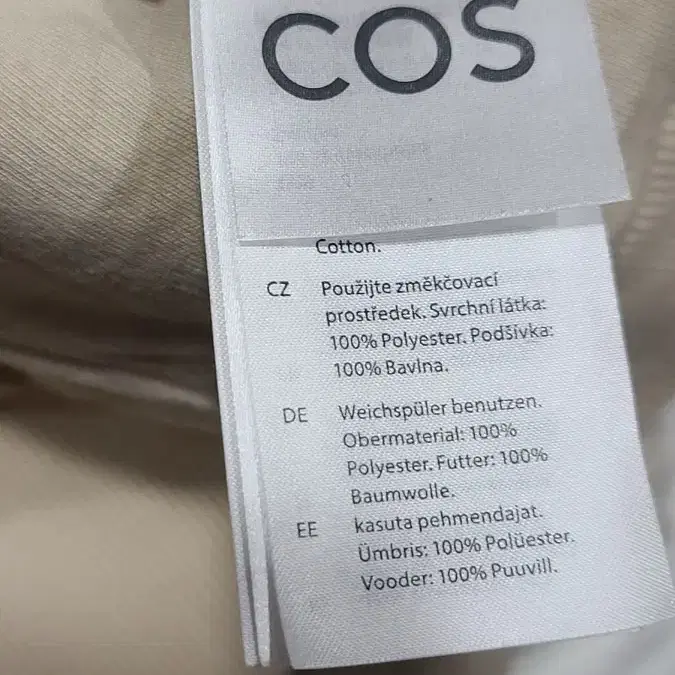 COS
Cotton.
CZ Použijte změkčovací
prostředek. Svrchní látka:
100% Polyester. Podšívka:
100% Bavlna.
DE Weichspüler benutzen.
Obermaterial: 100%
Polyester. Futter: 100%
Baumwolle.
EE kasuta pehmendajat.
Ümbris: 100% Polüester.
Vooder: 100% Puuvill.